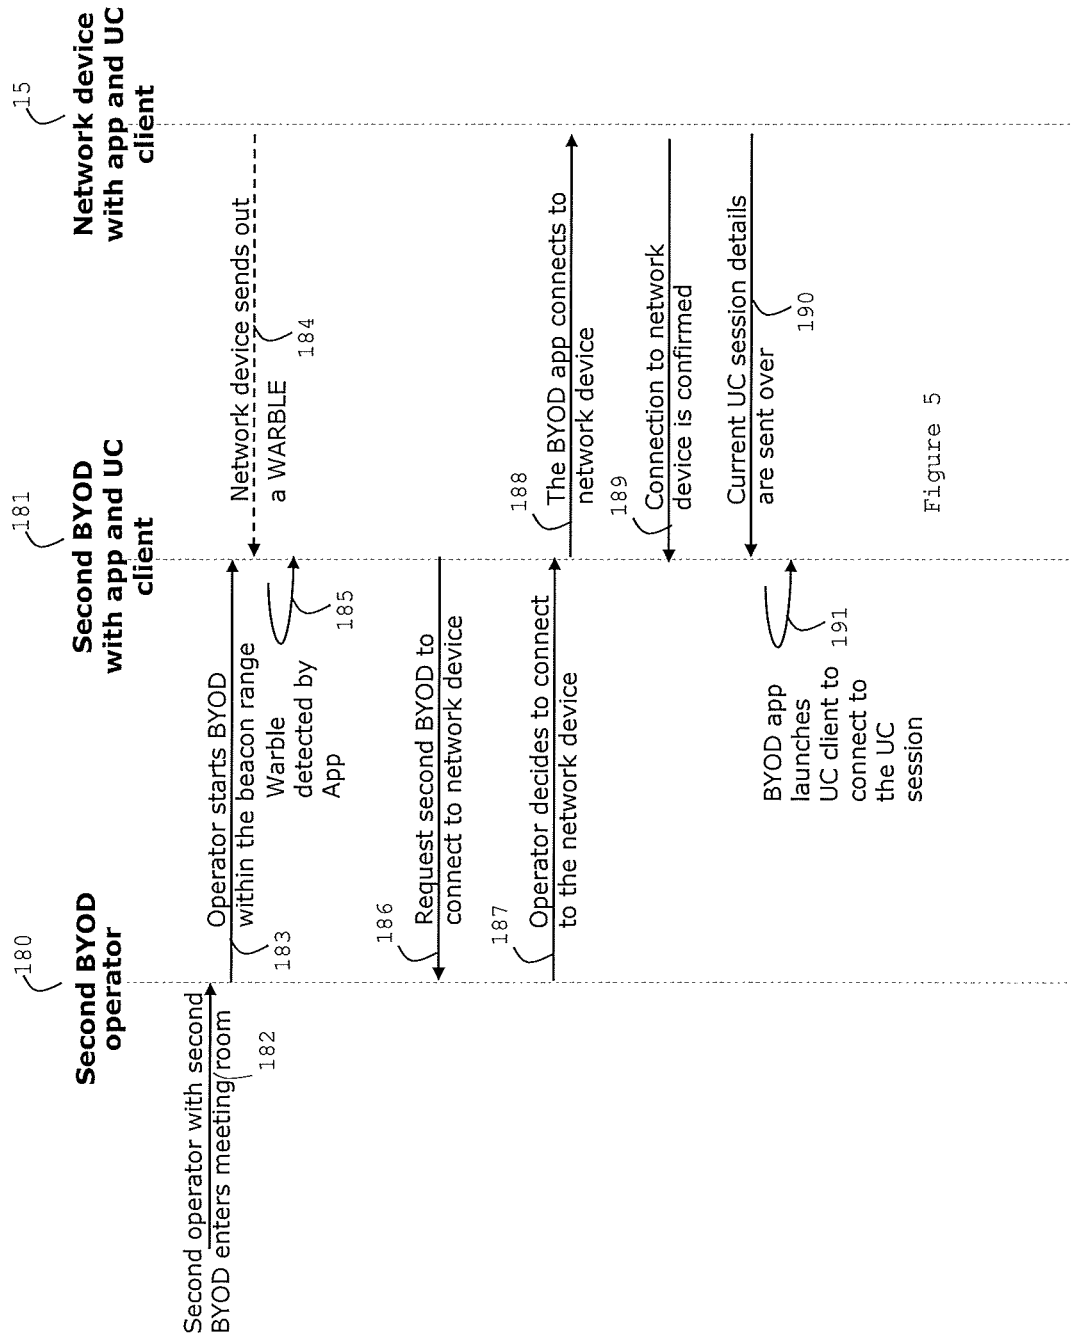 180
Second BYOD
operator
181
Second BYOD
with app and UC
client
15
Network device
with app and UC
client
Second operator with second
BYOD enters meeting room
182
Operator starts BYOD
within the beacon range
183
Network device sends out
a WARBLE
184
Warble
detected by
App
185
186
Request second BYOD to
connect to network device
187
Operator decides to connect
to the network device
188
The BYOD app connects to
network device
189
Connection to network
device is confirmed
Current UC session details
are sent over
190
BYOD app
launches
UC client to
connect to
the UC
session
191
Figure 5